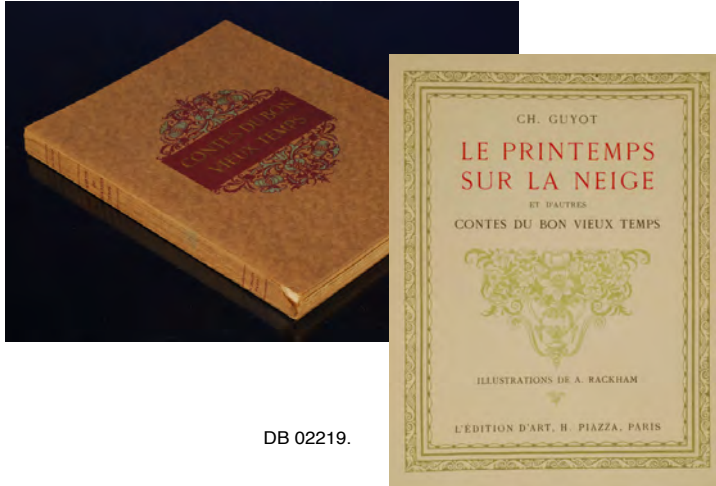 CONTES DU BON
VIEUX TEMPS
CH. GUYOT
LE PRINTEMPS
SUR LA NEIGE
ET D'AUTRES
CONTES DU BON VIEUX TEMPS
ILLUSTRATIONS DE A. RACKHAM
L'ÉDITION D'ART, H. PIAZZA, PARIS
DB 02219.